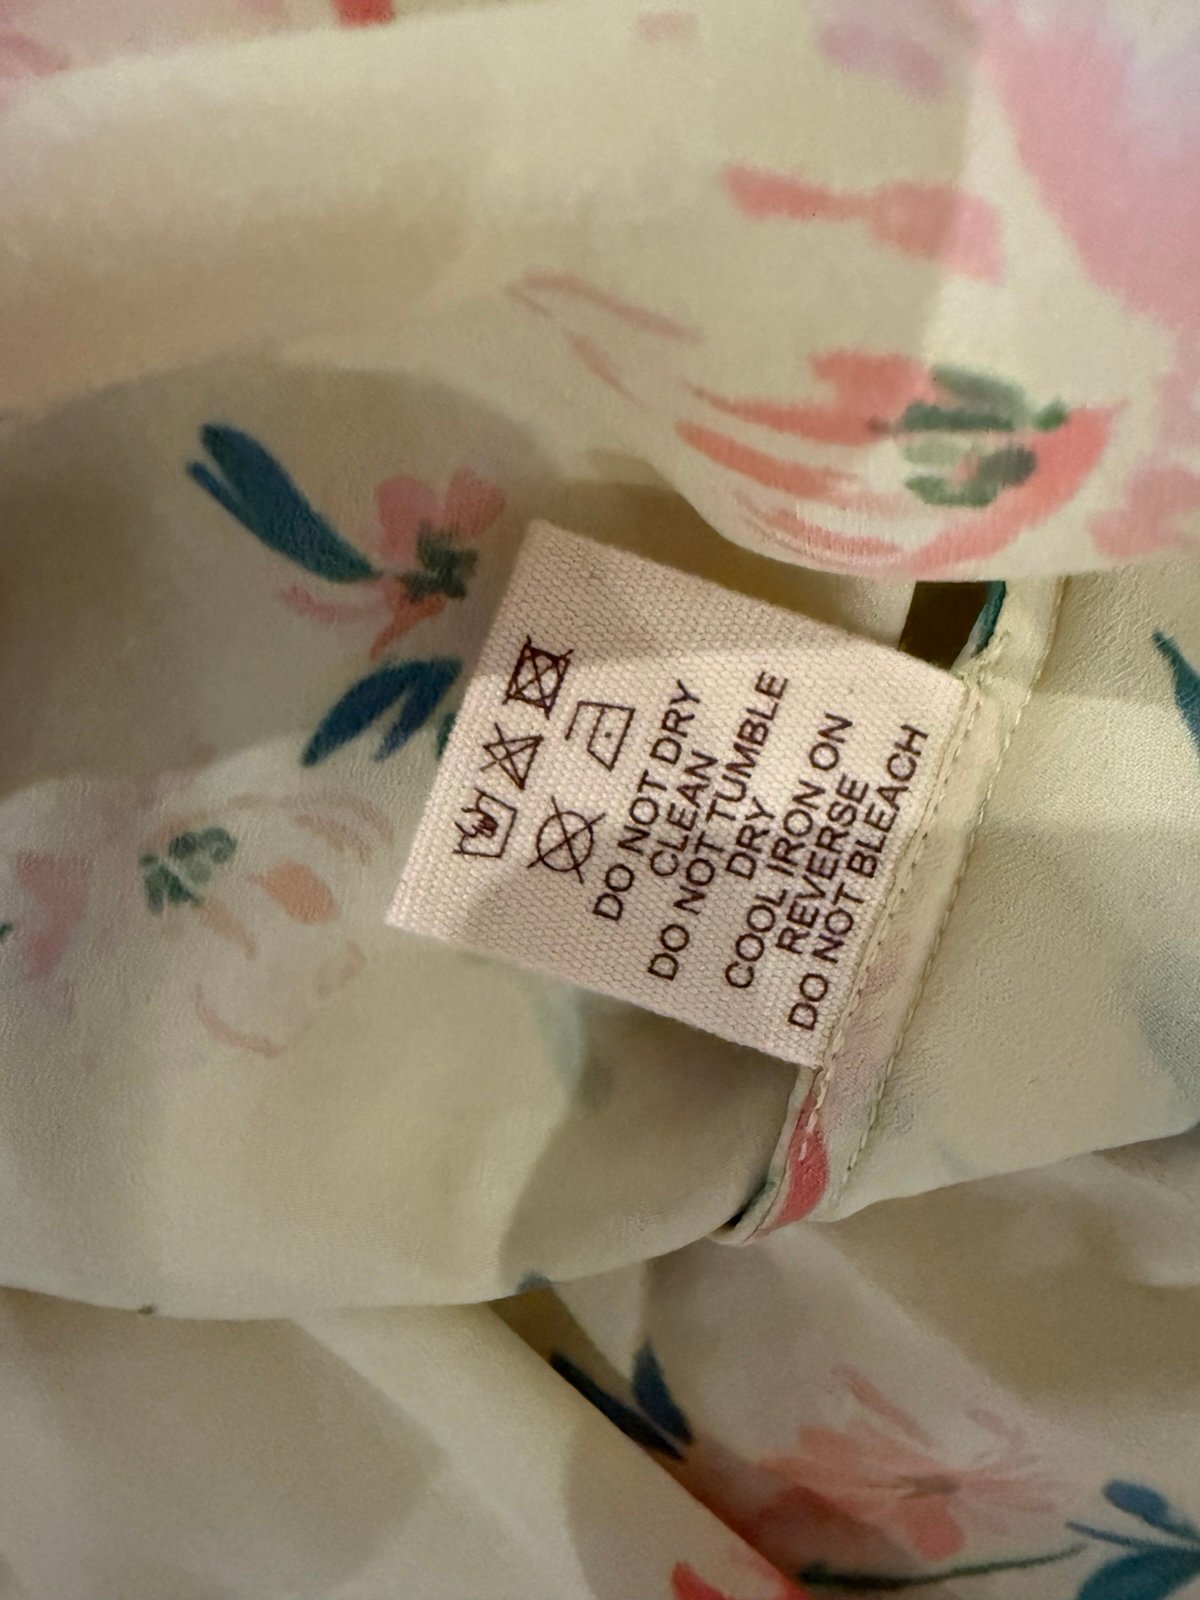 DO NOT DRY
CLEAN
DO NOT TUMBLE
DRY
COOL IRON ON
REVERSE
DO NOT BLEACH